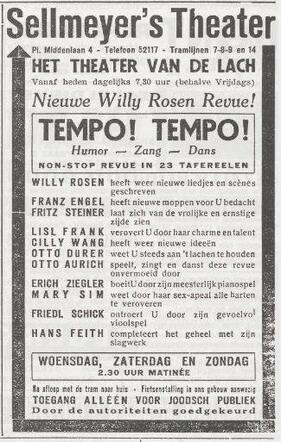 Sellmeyer's Theater
Pl. Middenlaan 4 - Telefoon 52117 - Tramlijnen 7-8-9 en 14
HET THEATER VAN DE LACH
Vanaf heden dagelijks 7,30 uur (behalve Vrijdags)
Nieuwe Willy Rosen Revue!
TEMPO! TEMPO!
Humor — Zang — Dans
NON-STOP REVUE IN 23 TAFEREELEN
WILLY ROSEN heeft weer nieuwe liedjes en scènes
geschreven
FRANZ ENGEL heeft nieuwe moppen voor U bedacht
FRITZ STEINER laat zich van de vrolijke en ernstige
zijde zien
LISL FRANK verovert U door haar charme en talent
CILLY WANG heeft weer nieuwe ideeën
OTTO DÜRER weet U steeds aan 't lachen te houden
OTTO AURICH speelt, zingt en danst deze revue
onvermoeid door
ERICH ZIEGLER boeit U door zijn meesterlijk pianospel
MARY SIM weet door haar sex-apeal alle harten
te veroveren
FRIEDL SCHICK ontroert U door zijn gevoelvol
vioolspel
HANS FEITH completeert het geheel met zijn
slagwerk
WOENSDAG, ZATERDAG EN ZONDAG
2.30 UUR MATINÉE
Na afloop met de tram naar huis - Fietsenstalling in ons gebouw aanwezig
TOEGANG ALLÉÉN VOOR JOODSCH PUBLIEK
Door de autoriteiten goedgekeurd